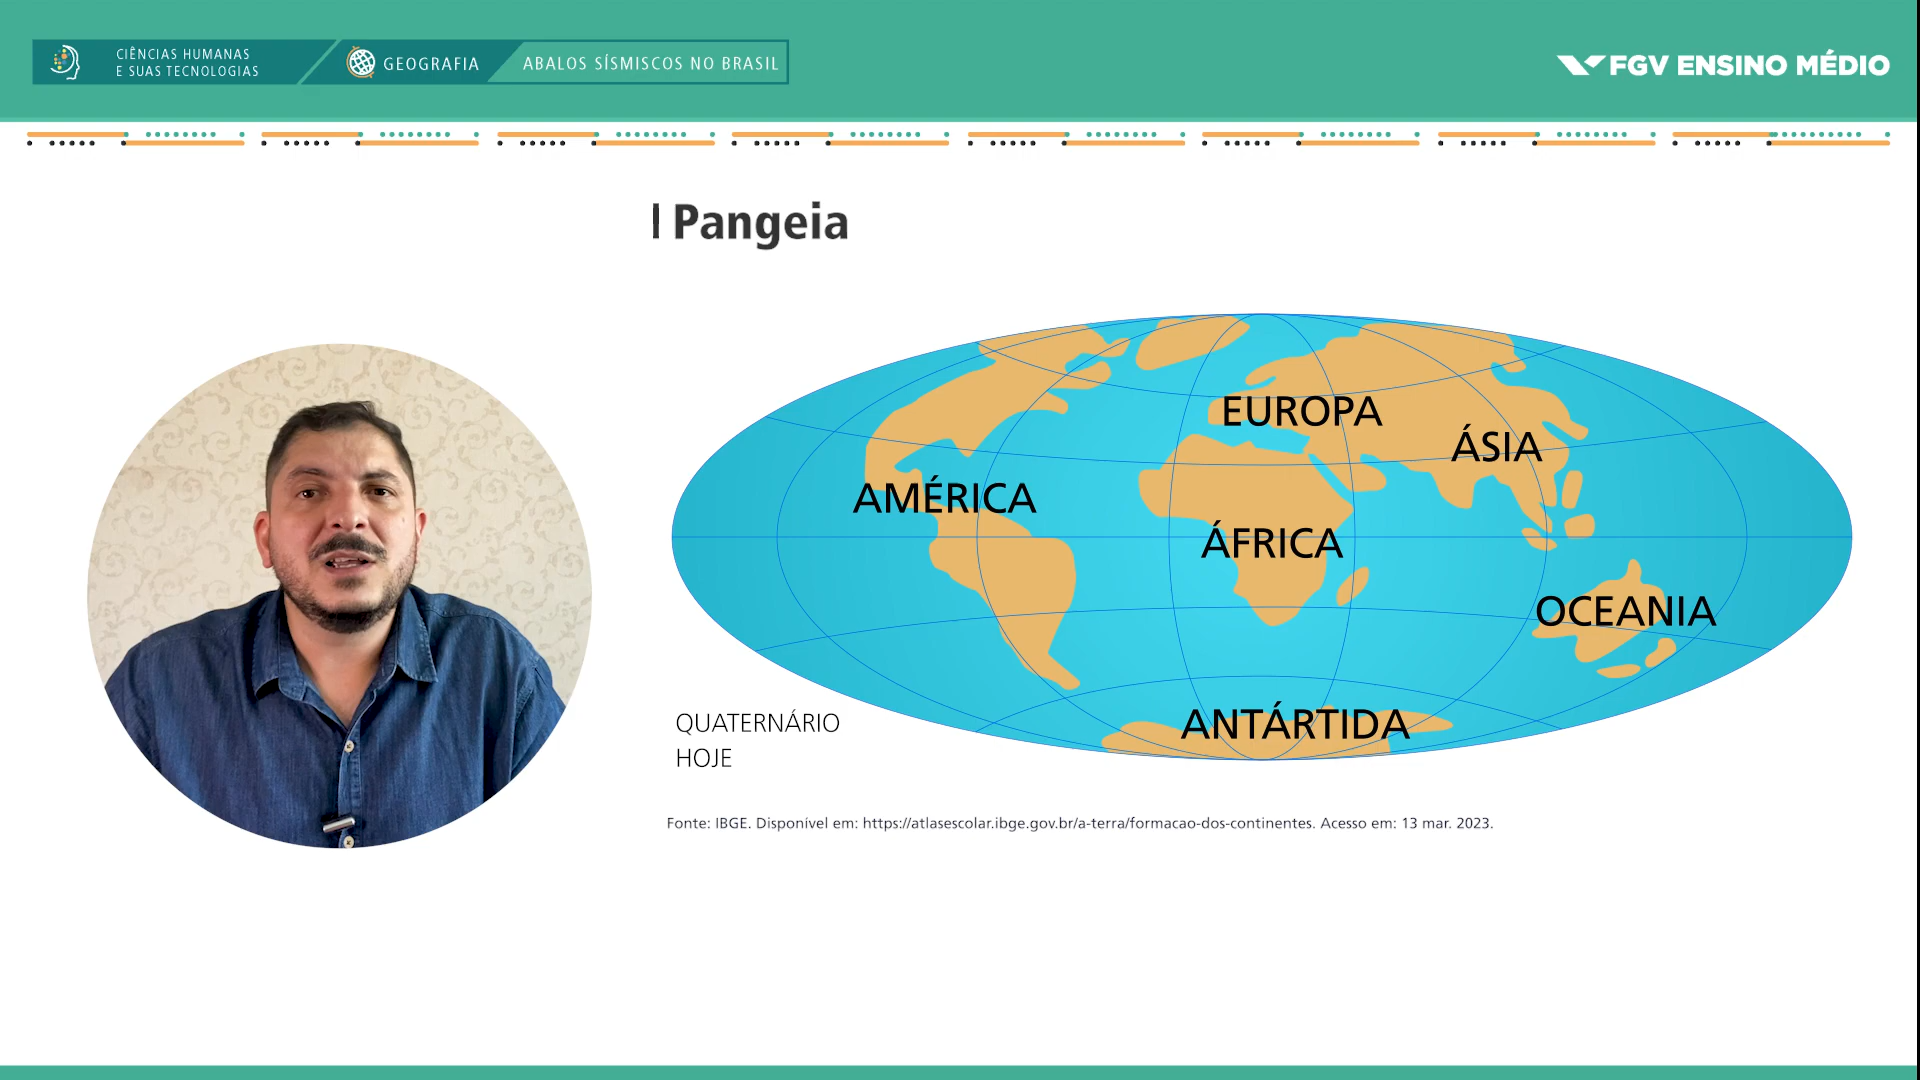 CIÊNCIAS HUMANAS
E SUAS TECNOLOGIAS
GEOGRAFIA
ABALOS SÍSMISCOS NO BRASIL
FGV ENSINO MÉDIO
Pangeia
EUROPA
ÁSIA
AMÉRICA
ÁFRICA
OCEANIA
ANTÁRTIDA
QUATERNÁRIO
HOJE
Fonte: IBGE. Disponível em: https://atlasescolar.ibge.gov.br/a-terra/formacao-dos-continentes. Acesso em: 13 mar. 2023.